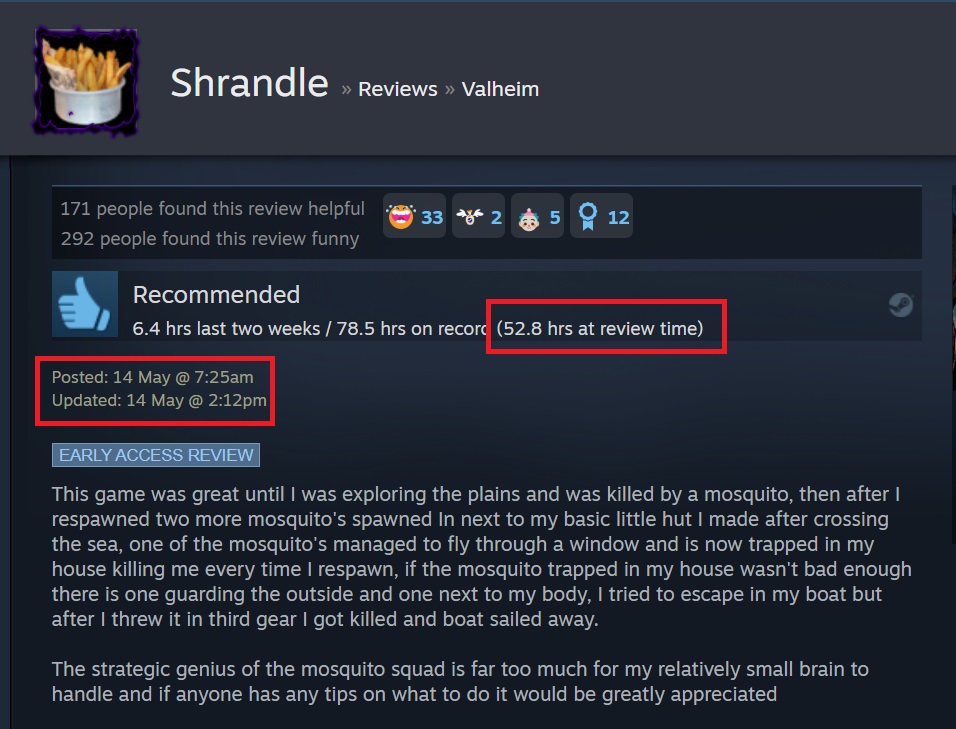 Shrandle » Reviews » Valheim
171 people found this review helpful
292 people found this review funny
33 2 5 12
Recommended
6.4 hrs last two weeks / 78.5 hrs on record (52.8 hrs at review time)
Posted: 14 May @ 7:25am
Updated: 14 May @ 2:12pm
EARLY ACCESS REVIEW
This game was great until I was exploring the plains and was killed by a mosquito, then after I
respawned two more mosquito's spawned In next to my basic little hut I made after crossing
the sea, one of the mosquito's managed to fly through a window and is now trapped in my
house killing me every time I respawn, if the mosquito trapped in my house wasn't bad enough
there is one guarding the outside and one next to my body, I tried to escape in my boat but
after I threw it in third gear I got killed and boat sailed away.
The strategic genius of the mosquito squad is far too much for my relatively small brain to
handle and if anyone has any tips on what to do it would be greatly appreciated